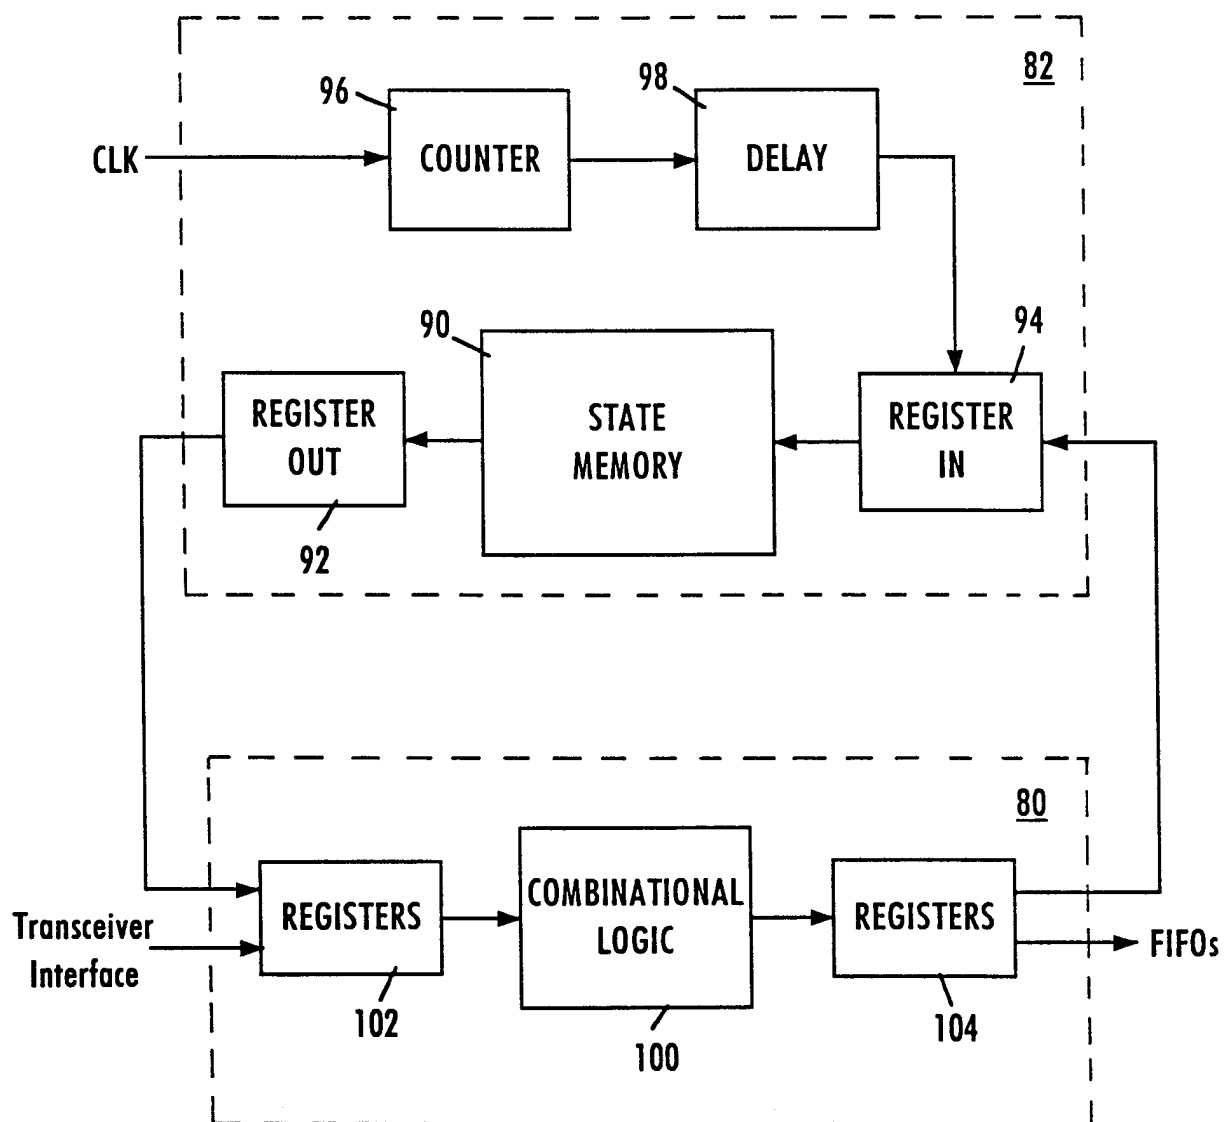 82
96
98
CLK
COUNTER
DELAY
90
94
REGISTER
OUT
STATE
MEMORY
REGISTER
IN
92
80
REGISTERS
COMBINATIONAL
LOGIC
REGISTERS
Transceiver
Interface
FIFOs
102
100
104